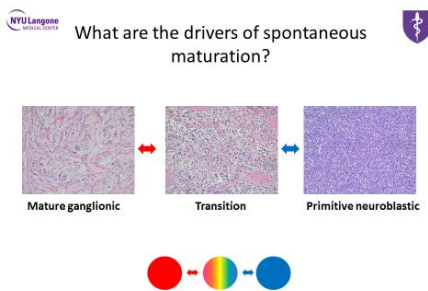 NYU Langone
MEDICAL CENTER
What are the drivers of spontaneous
maturation?
Mature ganglionic
Transition
Primitive neuroblastic